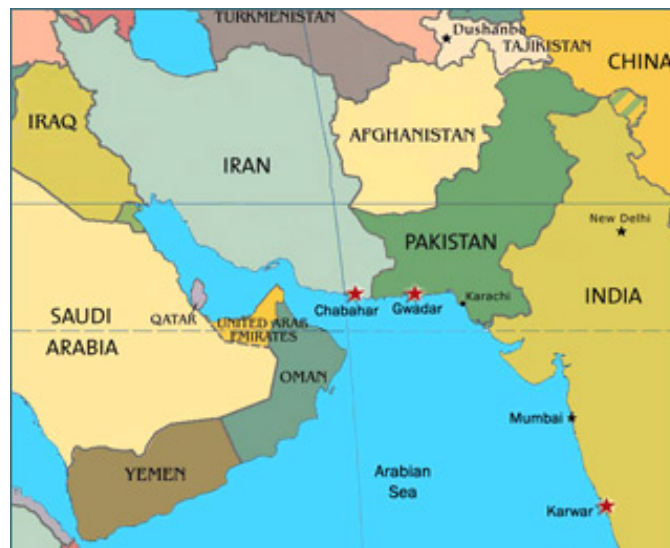 TURKMENISTAN
Dushanbe
TAJIKISTAN
CHINA
IRAQ
AFGHANISTAN
IRAN
New Delhi
PAKISTAN
SAUDI
ARABIA
QATAR
UNITED ARAB
EMIRATES
Chabahar
Gwadar
Karachi
INDIA
OMAN
Mumbai
YEMEN
Arabian
Sea
Karwar